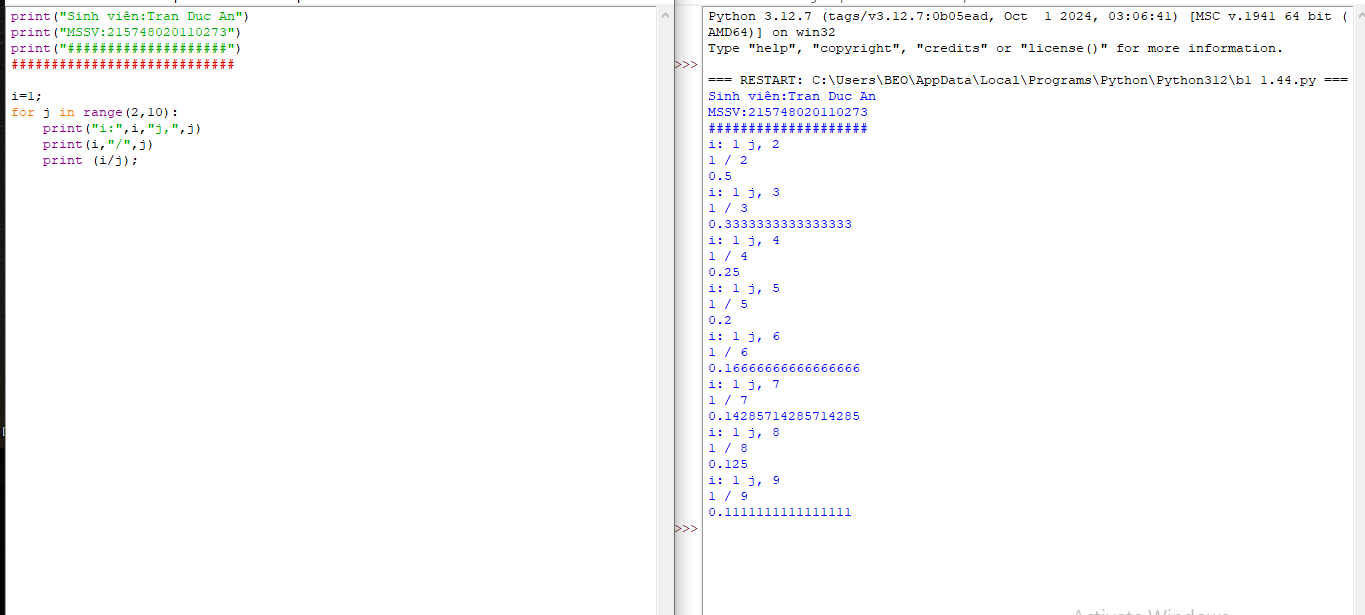 print("Sinh viên:Tran Duc An")
print("MSSV:215748020110273")
print("####################")
############################
i=1;
for j in range(2,10):
    print("i:",i,"j,",j)
    print(i,"/",j)
    print (i/j);
Python 3.12.7 (tags/v3.12.7:0b05ead, Oct  1 2024, 03:06:41) [MSC v.1941 64 bit (
AMD64)] on win32
Type "help", "copyright", "credits" or "license()" for more information.
>>>
=== RESTART: C:\Users\BEO\AppData\Local\Programs\Python\Python312\b1 1.44.py ===
Sinh viên:Tran Duc An
MSSV:215748020110273
####################
i: 1 j, 2
1 / 2
0.5
i: 1 j, 3
1 / 3
0.3333333333333333
i: 1 j, 4
1 / 4
0.25
i: 1 j, 5
1 / 5
0.2
i: 1 j, 6
1 / 6
0.16666666666666666
i: 1 j, 7
1 / 7
0.14285714285714285
i: 1 j, 8
1 / 8
0.125
i: 1 j, 9
1 / 9
0.1111111111111111
>>>
Activate Windows